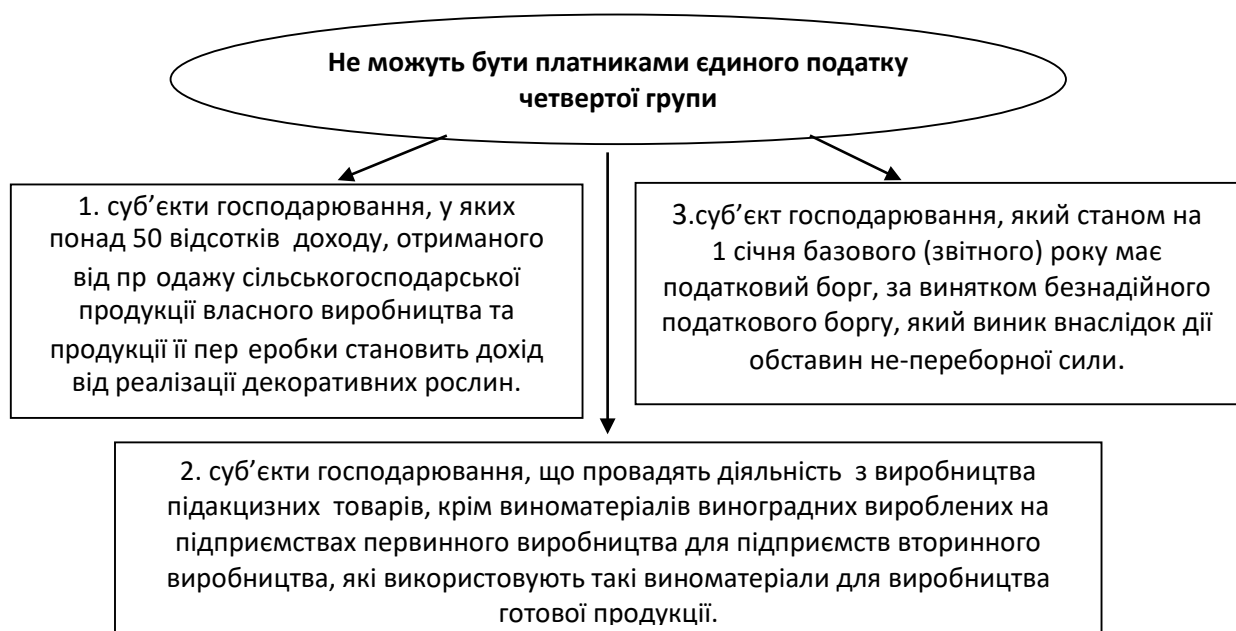 Не можуть бути платниками єдиного податку
четвертої групи
1. суб’єкти господарювання, у яких
понад 50 відсотків доходу, отриманого
від пр одажу сільськогосподарської
продукції власного виробництва та
продукції її пер еробки становить дохід
від реалізації декоративних рослин.
3.суб’єкт господарювання, який станом на
1 січня базового (звітного) року має
податковий борг, за винятком безнадійного
податкового боргу, який виник внаслідок дії
обставин не-переборної сили.
2. суб’єкти господарювання, що провадять діяльність з виробництва
підакцизних товарів, крім виноматеріалів виноградних вироблених на
підприємствах первинного виробництва для підприємств вторинного
виробництва, які використовують такі виноматеріали для виробництва
готової продукції.